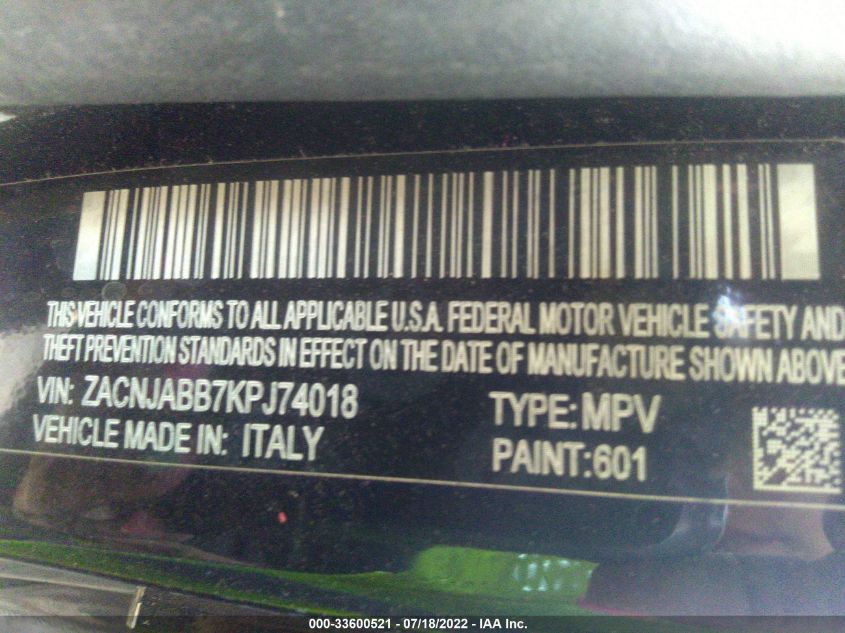 THIS VEHICLE CONFORMS TO ALL APPLICABLE U.S.A. FEDERAL MOTOR VEHICLE SAFETY AND
THEFT PREVENTION STANDARDS IN EFFECT ON THE DATE OF MANUFACTURE SHOWN ABOVE
VIN: ZACNJABB7KPJ74018 TYPE: MPV
VEHICLE MADE IN: ITALY PAINT: 601
000-33600521 - 07/18/2022 - IAA Inc.